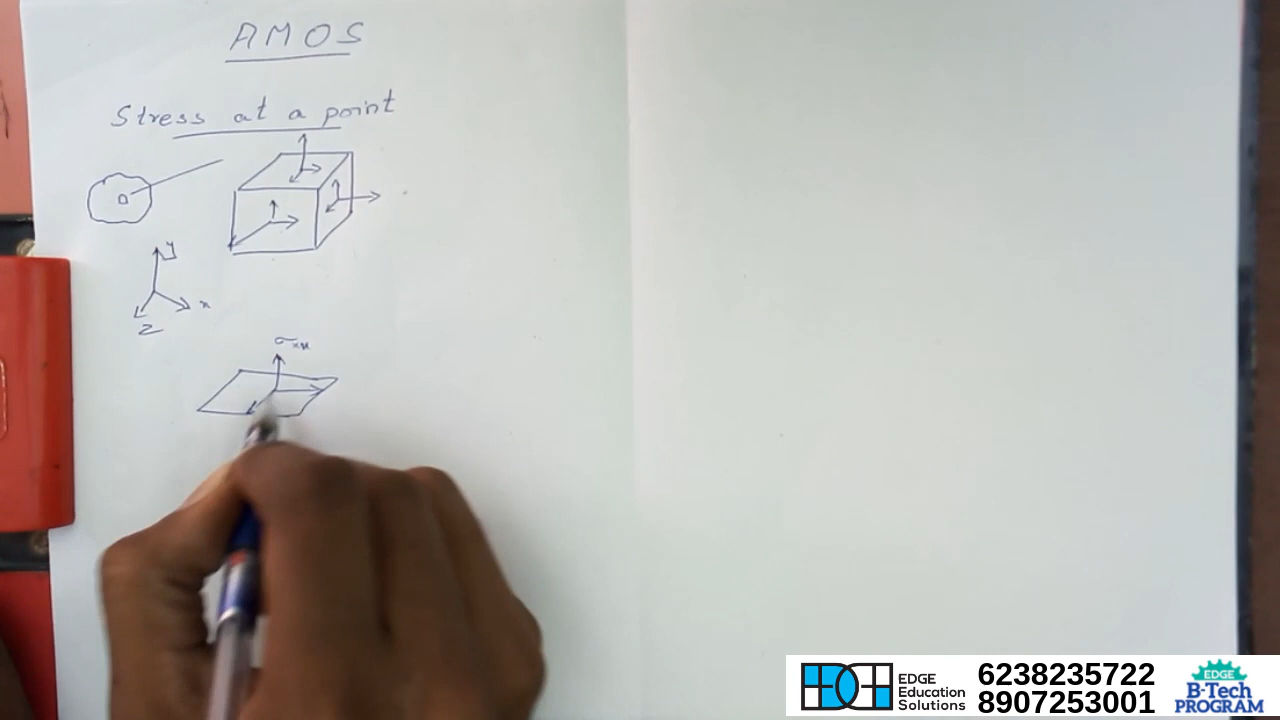 AMOS
Stress at a point
y
x
z
σxx
EDGE
Education
Solutions
6238235722
8907253001
EDGE
B-Tech
PROGRAM